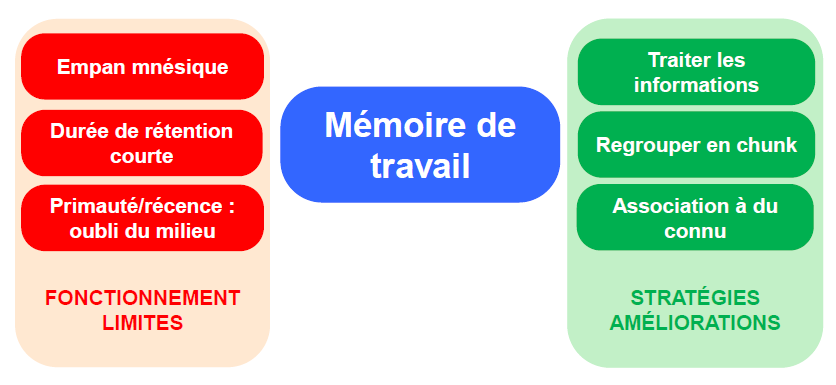 Empan mnésique
Durée de rétention
courte
Primauté/récence :
oubli du milieu
FONCTIONNEMENT
LIMITES
Mémoire de
travail
Traiter les
informations
Regrouper en chunk
Association à du
connu
STRATÉGIES
AMÉLIORATIONS